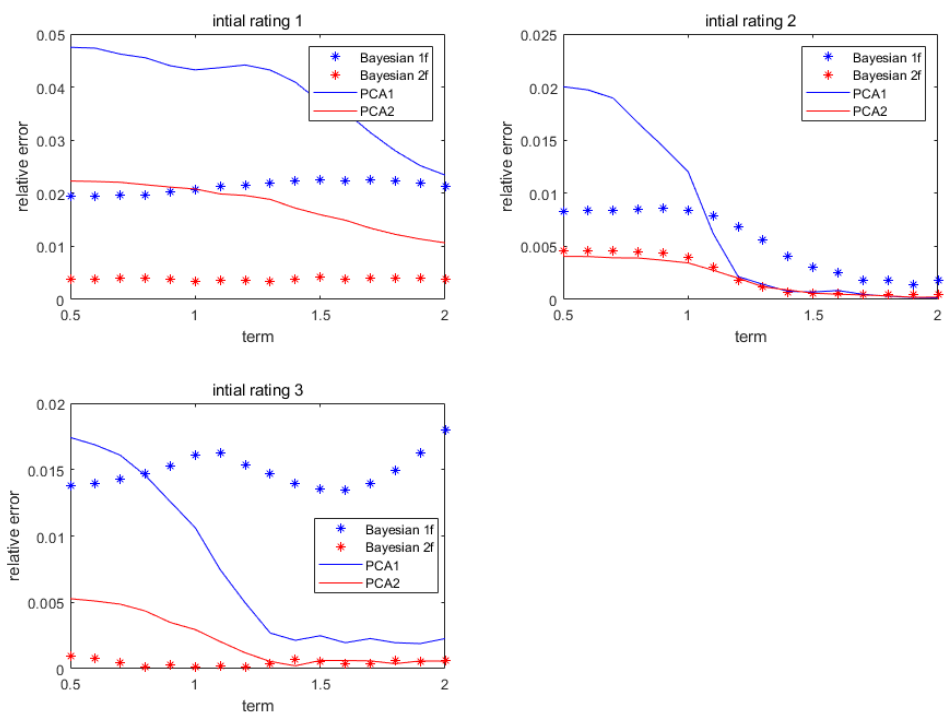 intial rating 1
0.05
0.04
0.03
0.02
0.01
0
relative error
0.5
1
1.5
2
term
Bayesian 1f
Bayesian 2f
PCA1
PCA2
intial rating 2
0.025
0.02
0.015
0.01
0.005
0
relative error
0.5
1
1.5
2
term
Bayesian 1f
Bayesian 2f
PCA1
PCA2
intial rating 3
0.02
0.015
0.01
0.005
0
relative error
0.5
1
1.5
2
term
Bayesian 1f
Bayesian 2f
PCA1
PCA2